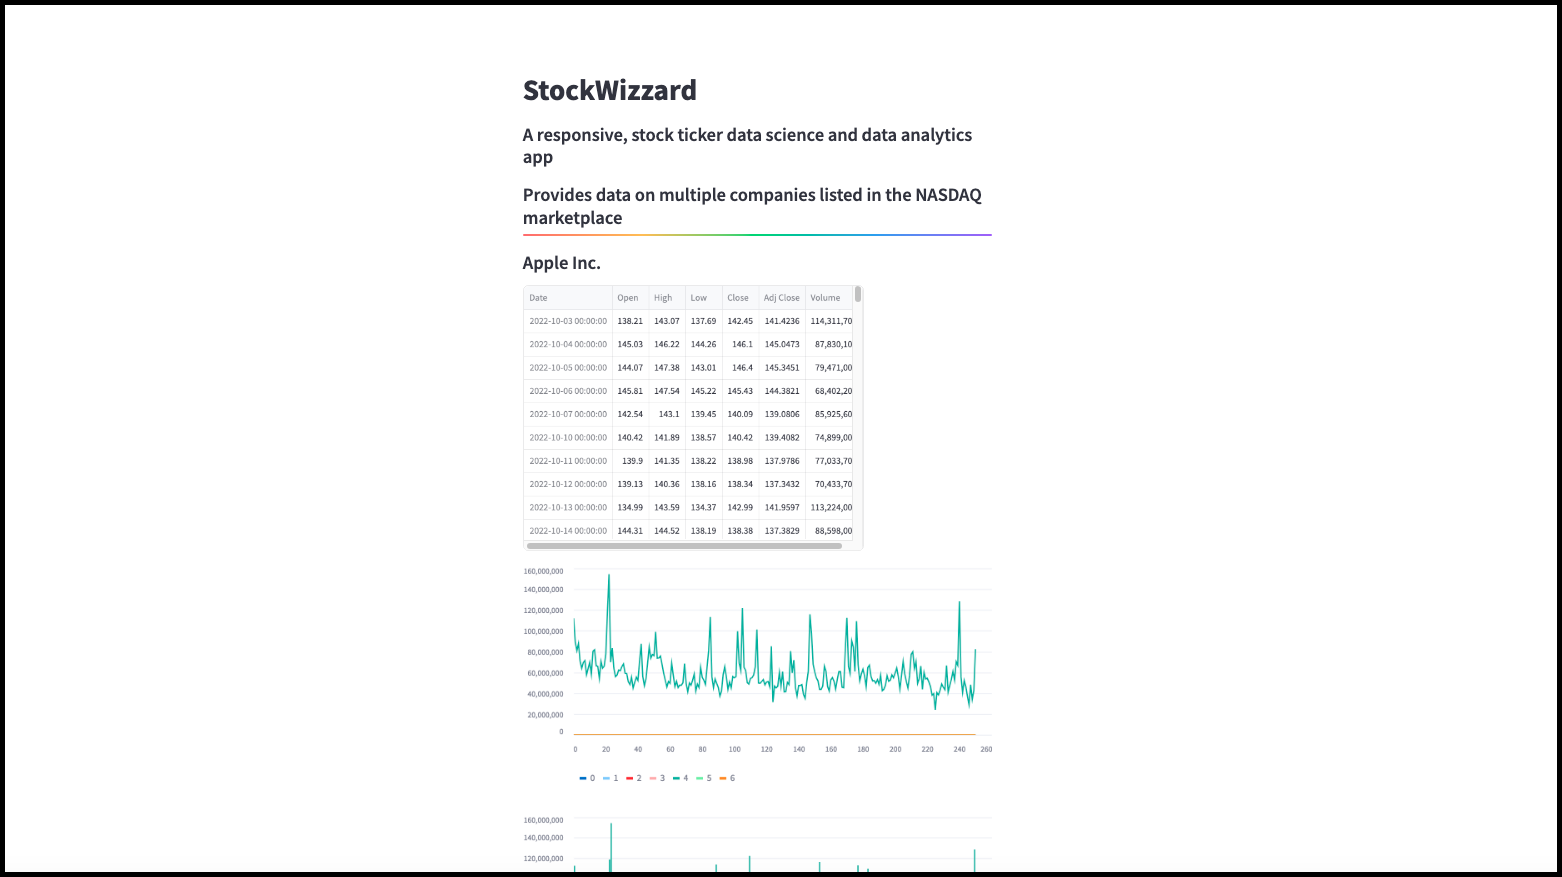 StockWizzard
A responsive, stock ticker data science and data analytics
app
Provides data on multiple companies listed in the NASDAQ
marketplace
Apple Inc.
Date Open High Low Close Adj Close Volume
2022-10-03 00:00:00 138.21 143.07 137.69 142.45 141.4236 114,311,70
2022-10-04 00:00:00 145.03 146.22 144.26 146.1 145.0473 87,830,10
2022-10-05 00:00:00 144.07 147.38 143.01 146.4 145.3451 79,471,00
2022-10-06 00:00:00 145.81 147.54 145.22 145.43 144.3821 68,402,20
2022-10-07 00:00:00 142.54 143.1 139.45 140.09 139.0806 85,925,60
2022-10-10 00:00:00 140.42 141.89 138.57 140.42 139.4082 74,899,00
2022-10-11 00:00:00 139.9 141.35 138.22 138.98 137.9786 77,033,70
2022-10-12 00:00:00 139.13 140.36 138.16 138.34 137.3432 70,433,70
2022-10-13 00:00:00 134.99 143.59 134.37 142.99 141.9597 113,224,00
2022-10-14 00:00:00 144.31 144.52 138.19 138.38 137.3829 88,598,00
160,000,000
140,000,000
120,000,000
100,000,000
80,000,000
60,000,000
40,000,000
20,000,000
0
0 20 40 60 80 100 120 140 160 180 200 220 240 260
0 1 2 3 4 5 6
160,000,000
140,000,000
120,000,000